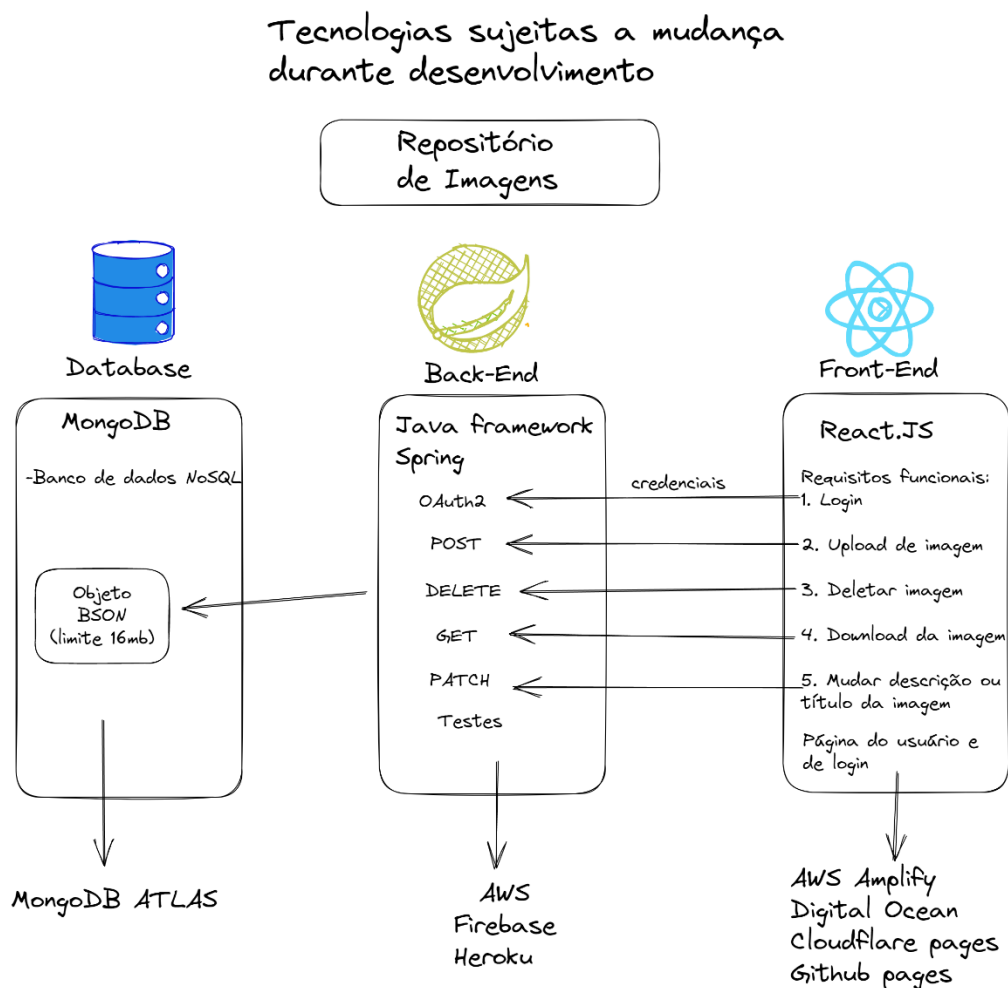 Tecnologias sujeitas a mudança
durante desenvolvimento
Repositório
de Imagens
Database
MongoDB
-Banco de dados NoSQL
Objeto
BSON
(limite 16mb)
MongoDB ATLAS
Back-End
Java framework
Spring
OAuth2
POST
DELETE
GET
PATCH
Testes
AWS
Firebase
Heroku
credenciais
Front-End
React.JS
Requisitos funcionais:
1. Login
2. Upload de imagem
3. Deletar imagem
4. Download da imagem
5. Mudar descrição ou
título da imagem
Página do usuário e
de login
AWS Amplify
Digital Ocean
Cloudflare pages
Github pages